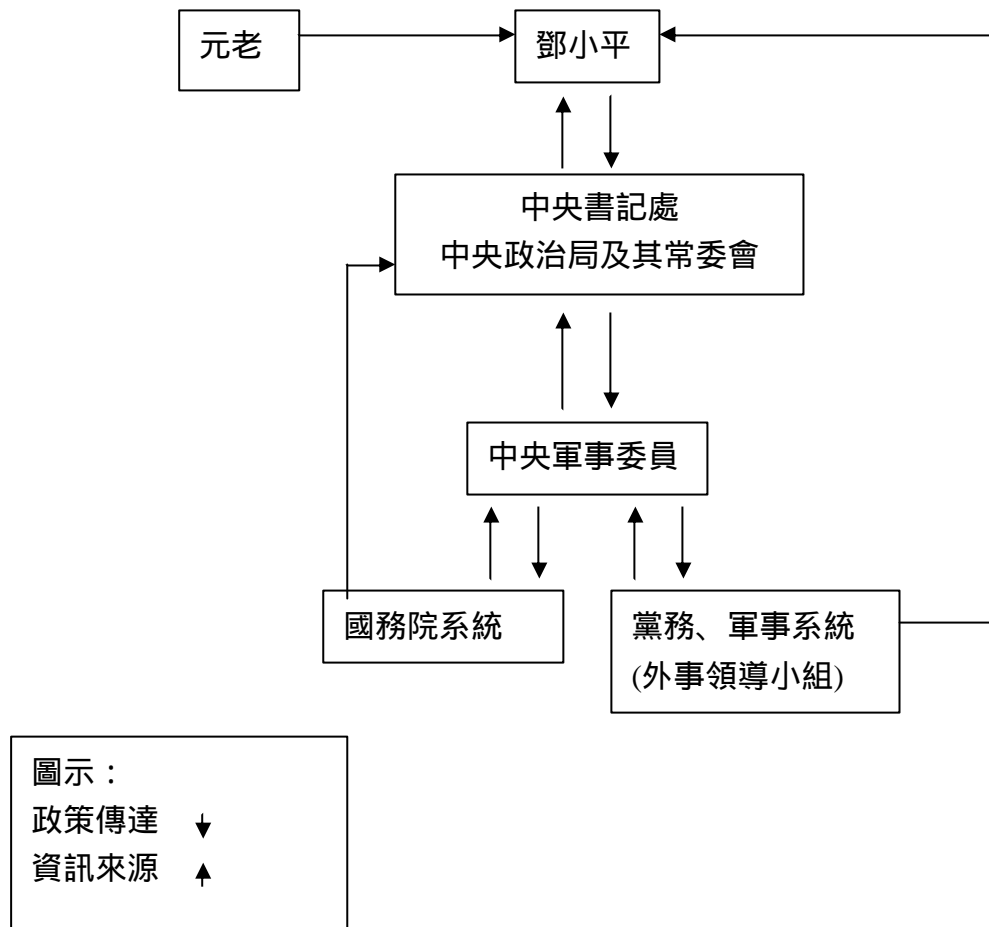 元老
鄧小平
中央書記處
中央政治局及其常委會
中央軍事委員
國務院系統
黨務、軍事系統
(外事領導小組)
圖示：
政策傳達
資訊來源